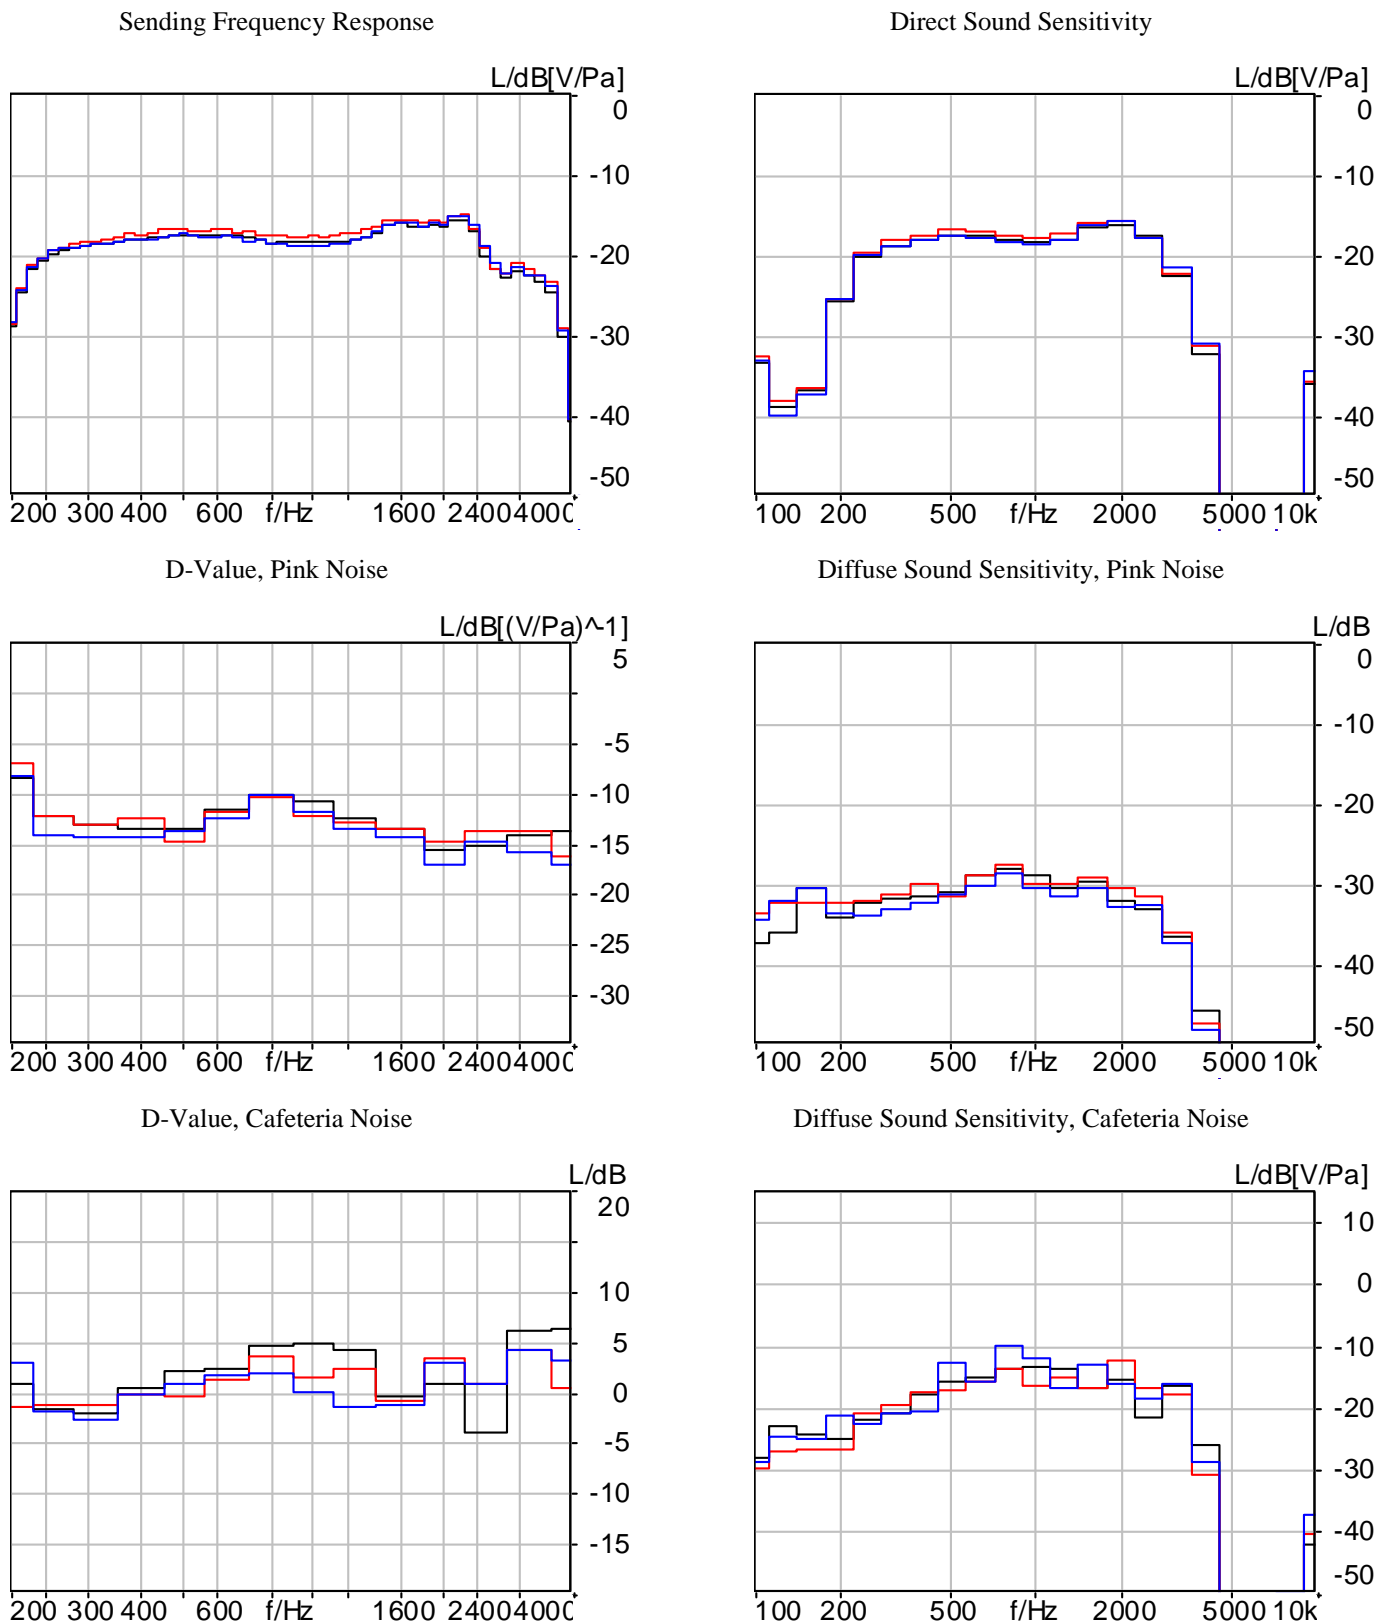 Sending Frequency Response
L/dB[V/Pa]
0
-10
-20
-30
-40
-50
200 300 400 600 f/Hz 1600 2400 4000
Direct Sound Sensitivity
L/dB[V/Pa]
0
-10
-20
-30
-40
-50
100 200 500 f/Hz 2000 5000 10k
D-Value, Pink Noise
L/dB[(V/Pa)^-1]
5
-5
-10
-15
-20
-25
-30
200 300 400 600 f/Hz 1600 2400 4000
Diffuse Sound Sensitivity, Pink Noise
L/dB
0
-10
-20
-30
-40
-50
100 200 500 f/Hz 2000 5000 10k
D-Value, Cafeteria Noise
L/dB
20
10
5
0
-5
-15
200 300 400 600 f/Hz 1600 2400 4000
Diffuse Sound Sensitivity, Cafeteria Noise
L/dB[V/Pa]
10
0
-10
-20
-30
-40
-50
100 200 500 f/Hz 2000 5000 10k